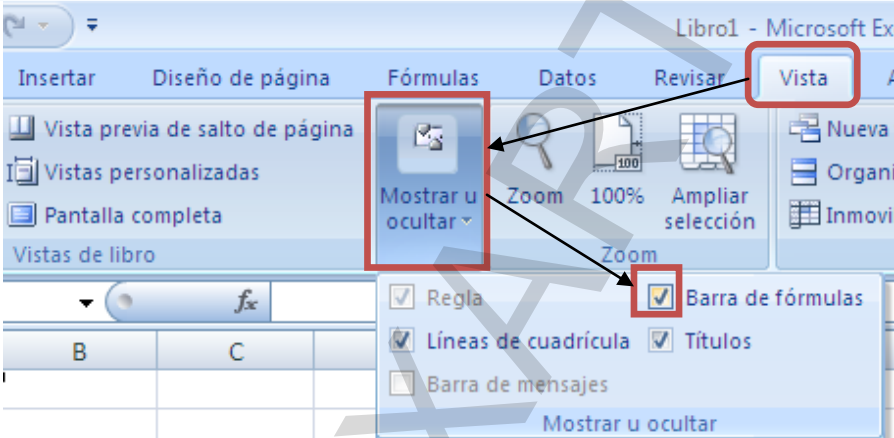 Libro1 - Microsoft Ex
Insertar Diseño de página Fórmulas Datos Revisar Vista A
Vista previa de salto de página
Vistas personalizadas
Pantalla completa
Vistas de libro
Mostrar u
ocultar
Zoom
100
100%
Ampliar
selección
Zoom
Nueva
Organi
Inmovi
fx
B C
Regla
Barra de fórmulas
Líneas de cuadrícula
Títulos
Barra de mensajes
Mostrar u ocultar